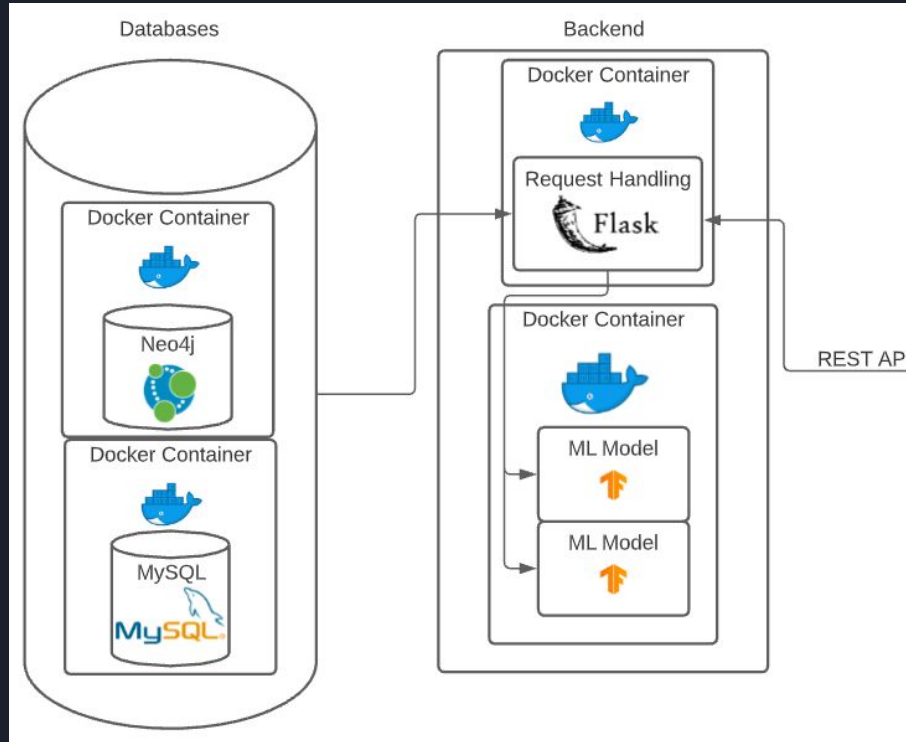 Databases
Backend
Docker Container
Request Handling
Flask
Docker Container
Neo4j
Docker Container
MySQL
MySQL
Docker Container
ML Model
ML Model
REST AP